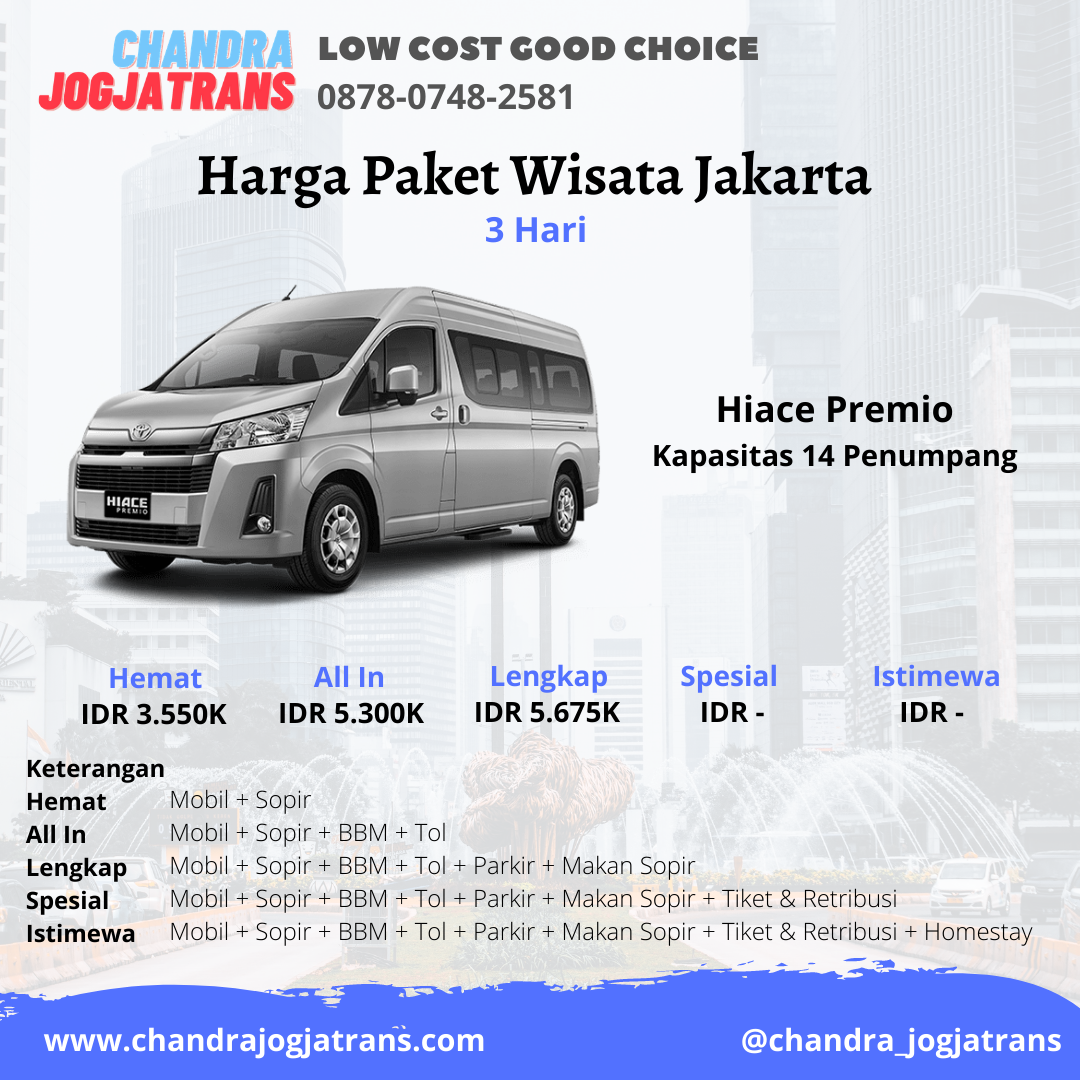 CHANDRA
JOGJATRANS
LOW COST GOOD CHOICE
0878-0748-2581
Harga Paket Wisata Jakarta
3 Hari
HIACE
PREMIO
Hiace Premio
Kapasitas 14 Penumpang
Hemat
IDR 3.550K
All In
IDR 5.300K
Lengkap
IDR 5.675K
Spesial
IDR -
Istimewa
IDR -
Keterangan
Hemat Mobil + Sopir
All In Mobil + Sopir + BBM + Tol
Lengkap Mobil + Sopir + BBM + Tol + Parkir + Makan Sopir
Spesial Mobil + Sopir + BBM + Tol + Parkir + Makan Sopir + Tiket & Retribusi
Istimewa Mobil + Sopir + BBM + Tol + Parkir + Makan Sopir + Tiket & Retribusi + Homestay
www.chandrajogjatrans.com
@chandra_jogjatrans